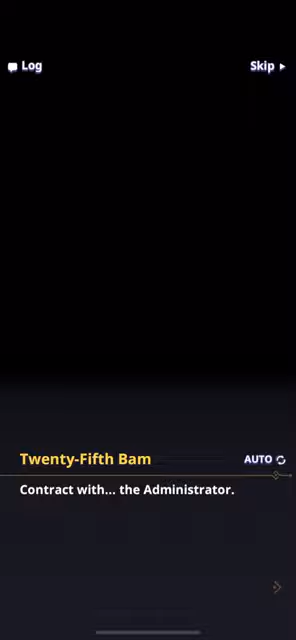 Log
Skip
Twenty-Fifth Bam
AUTO
Contract with... the Administrator.